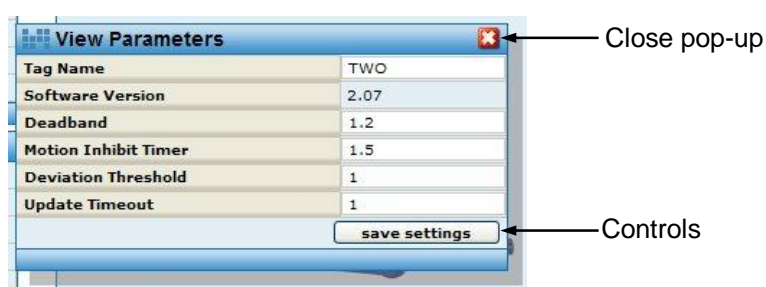 View Parameters
Close pop-up
Tag Name TWO
Software Version 2.07
Deadband 1.2
Motion Inhibit Timer 1.5
Deviation Threshold 1
Update Timeout 1
save settings
Controls